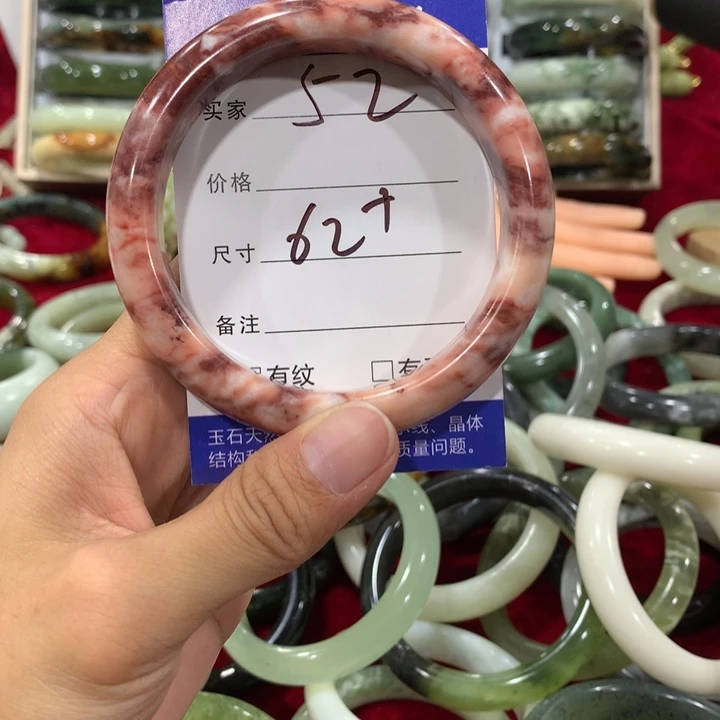 买家 52
价格
尺寸 62+
备注
有纹 □有
玉石天然 线、晶体
结构 质量问题。